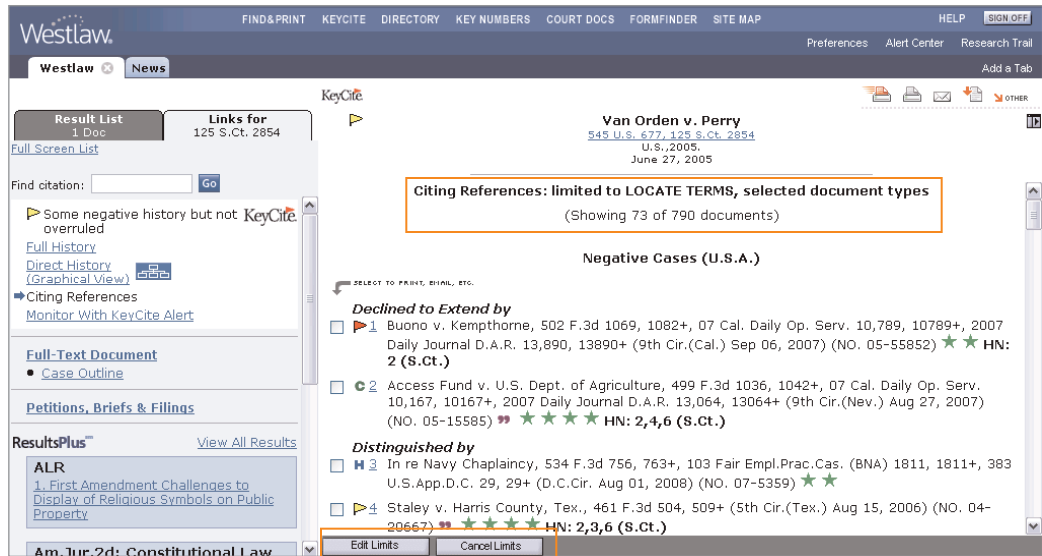 Westlaw.
FIND&PRINT KEYCITE DIRECTORY KEY NUMBERS COURT DOCS FORMFINDER SITE MAP
HELP SIGN OFF
Preferences Alert Center Research Trail
Westlaw News
Add a Tab
Result List
1 Doc
Links for
125 S.Ct. 2854
Full Screen List
Find citation: Go
Some negative history but not
overruled
KeyCite.
Full History
Direct History
(Graphical View)
Citing References
Monitor With KeyCite Alert
Full-Text Document
• Case Outline
Petitions, Briefs & Filings
ResultsPlus™ View All Results
ALR
1. First Amendment Challenges to
Display of Religious Symbols on Public
Property
Am.Jur.2d: Constitutional Law
KeyCite.
OTHER
Van Orden v. Perry
545 U.S. 677, 125 S.Ct. 2854
U.S.,2005.
June 27, 2005
Citing References: limited to LOCATE TERMS, selected document types
(Showing 73 of 790 documents)
Negative Cases (U.S.A.)
SELECT TO PRINT, EMAIL, ETC.
Declined to Extend by
1 Buono v. Kempthorne, 502 F.3d 1069, 1082+, 07 Cal. Daily Op. Serv. 10,789, 10789+, 2007
Daily Journal D.A.R. 13,890, 13890+ (9th Cir.(Cal.) Sep 06, 2007) (NO. 05-55852) ★ ★ HN:
2 (S.Ct.)
C 2 Access Fund v. U.S. Dept. of Agriculture, 499 F.3d 1036, 1042+, 07 Cal. Daily Op. Serv.
10,167, 10167+, 2007 Daily Journal D.A.R. 13,064, 13064+ (9th Cir.(Nev.) Aug 27, 2007)
(NO. 05-15585) ” ★ ★ ★ ★ HN: 2,4,6 (S.Ct.)
Distinguished by
H 3 In re Navy Chaplaincy, 534 F.3d 756, 763+, 103 Fair Empl.Prac.Cas. (BNA) 1811, 1811+, 383
U.S.App.D.C. 29, 29+ (D.C.Cir. Aug 01, 2008) (NO. 07-5359) ★ ★
4 Staley v. Harris County, Tex., 461 F.3d 504, 509+ (5th Cir.(Tex.) Aug 15, 2006) (NO. 04-
20667) ” ★ ★ ★ ★ HN: 2,3,6 (S.Ct.)
Edit Limits Cancel Limits